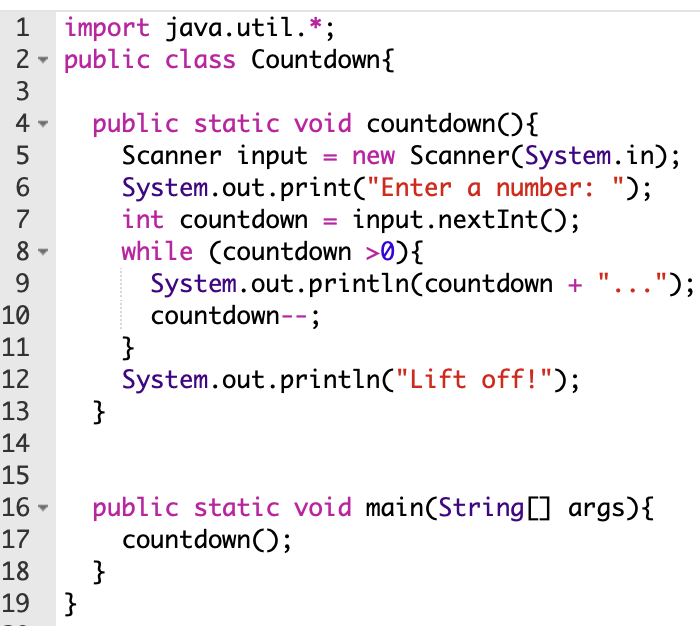 1 import java.util.*;
2 public class Countdown{
3
4 public static void countdown(){
5 Scanner input = new Scanner(System.in);
6 System.out.print("Enter a number: ");
7 int countdown = input.nextInt();
8 while (countdown >0){
9 System.out.println(countdown + "...");
10 countdown--;
11 }
12 System.out.println("Lift off!");
13 }
14
15
16 public static void main(String[] args){
17 countdown();
18 }
19 }